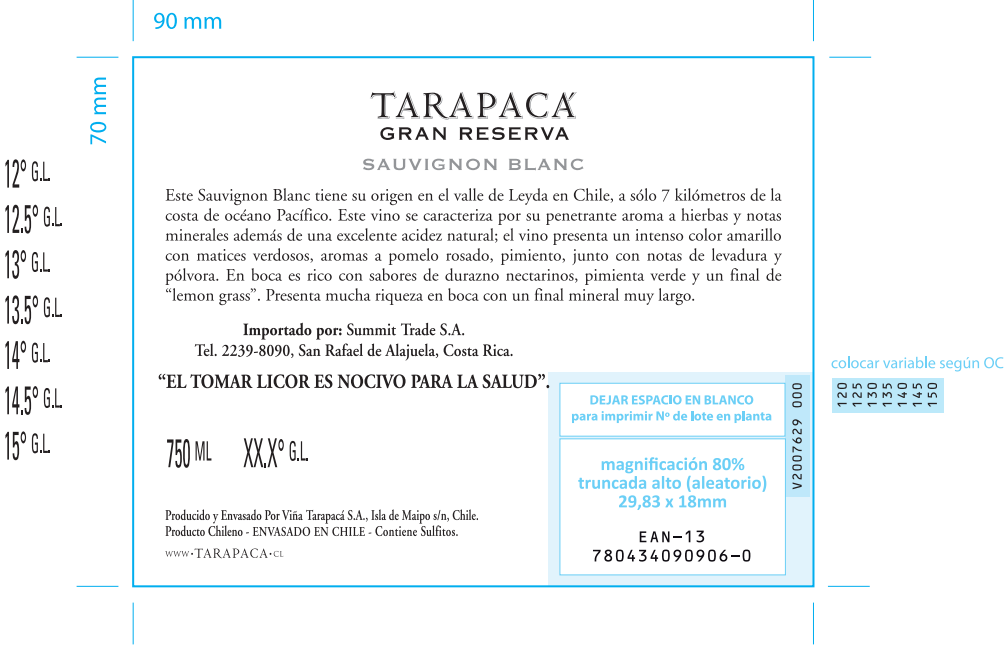 90 mm
70 mm
TARAPACÁ
GRAN RESERVA
SAUVIGNON BLANC
Este Sauvignon Blanc tiene su origen en el valle de Leyda en Chile, a sólo 7 kilómetros de la
costa de océano Pacífico. Este vino se caracteriza por su penetrante aroma a hierbas y notas
minerales además de una excelente acidez natural; el vino presenta un intenso color amarillo
con matices verdosos, aromas a pomelo rosado, pimiento, junto con notas de levadura y
pólvora. En boca es rico con sabores de durazno nectarinos, pimienta verde y un final de
“lemon grass”. Presenta mucha riqueza en boca con un final mineral muy largo.
Importado por: Summit Trade S.A.
Tel. 2239-8090, San Rafael de Alajuela, Costa Rica.
“EL TOMAR LICOR ES NOCIVO PARA LA SALUD”.
750 ML XX.X° G.L.
Producido y Envasado Por Viña Tarapacá S.A., Isla de Maipo s/n, Chile.
Producto Chileno - ENVASADO EN CHILE - Contiene Sulfitos.
WWW·TARAPACA·CL
DEJAR ESPACIO EN BLANCO
para imprimir Nº de lote en planta
magnificación 80%
truncada alto (aleatorio)
29,83 x 18mm
EAN-13
780434090906-0
V2007629 000
12° G.L.
12.5° G.L.
13° G.L.
13.5° G.L.
14° G.L.
14.5° G.L.
15° G.L.
colocar variable según OC
120
125
130
135
140
145
150